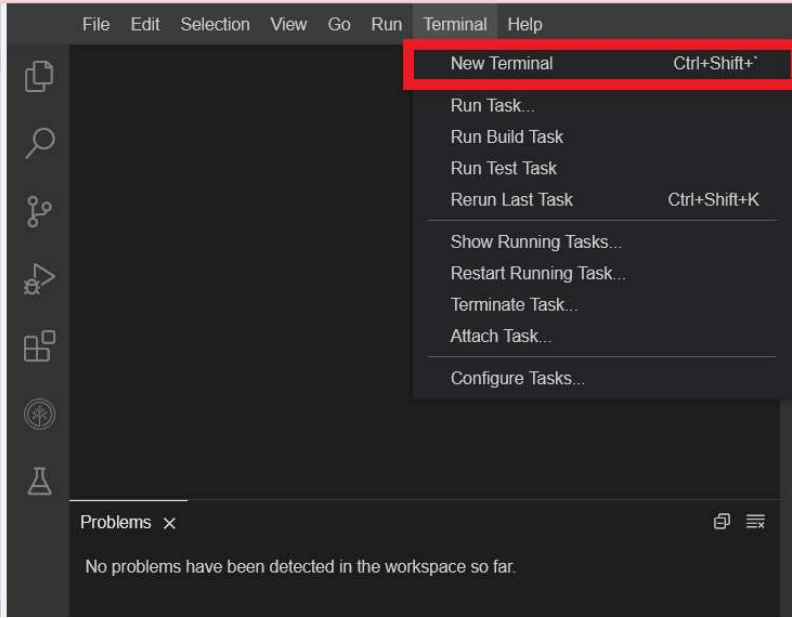 File Edit Selection View Go Run Terminal Help
New Terminal Ctrl+Shift+`
Run Task...
Run Build Task
Run Test Task
Rerun Last Task Ctrl+Shift+K
Show Running Tasks...
Restart Running Task...
Terminate Task...
Attach Task...
Configure Tasks...
Problems
No problems have been detected in the workspace so far.